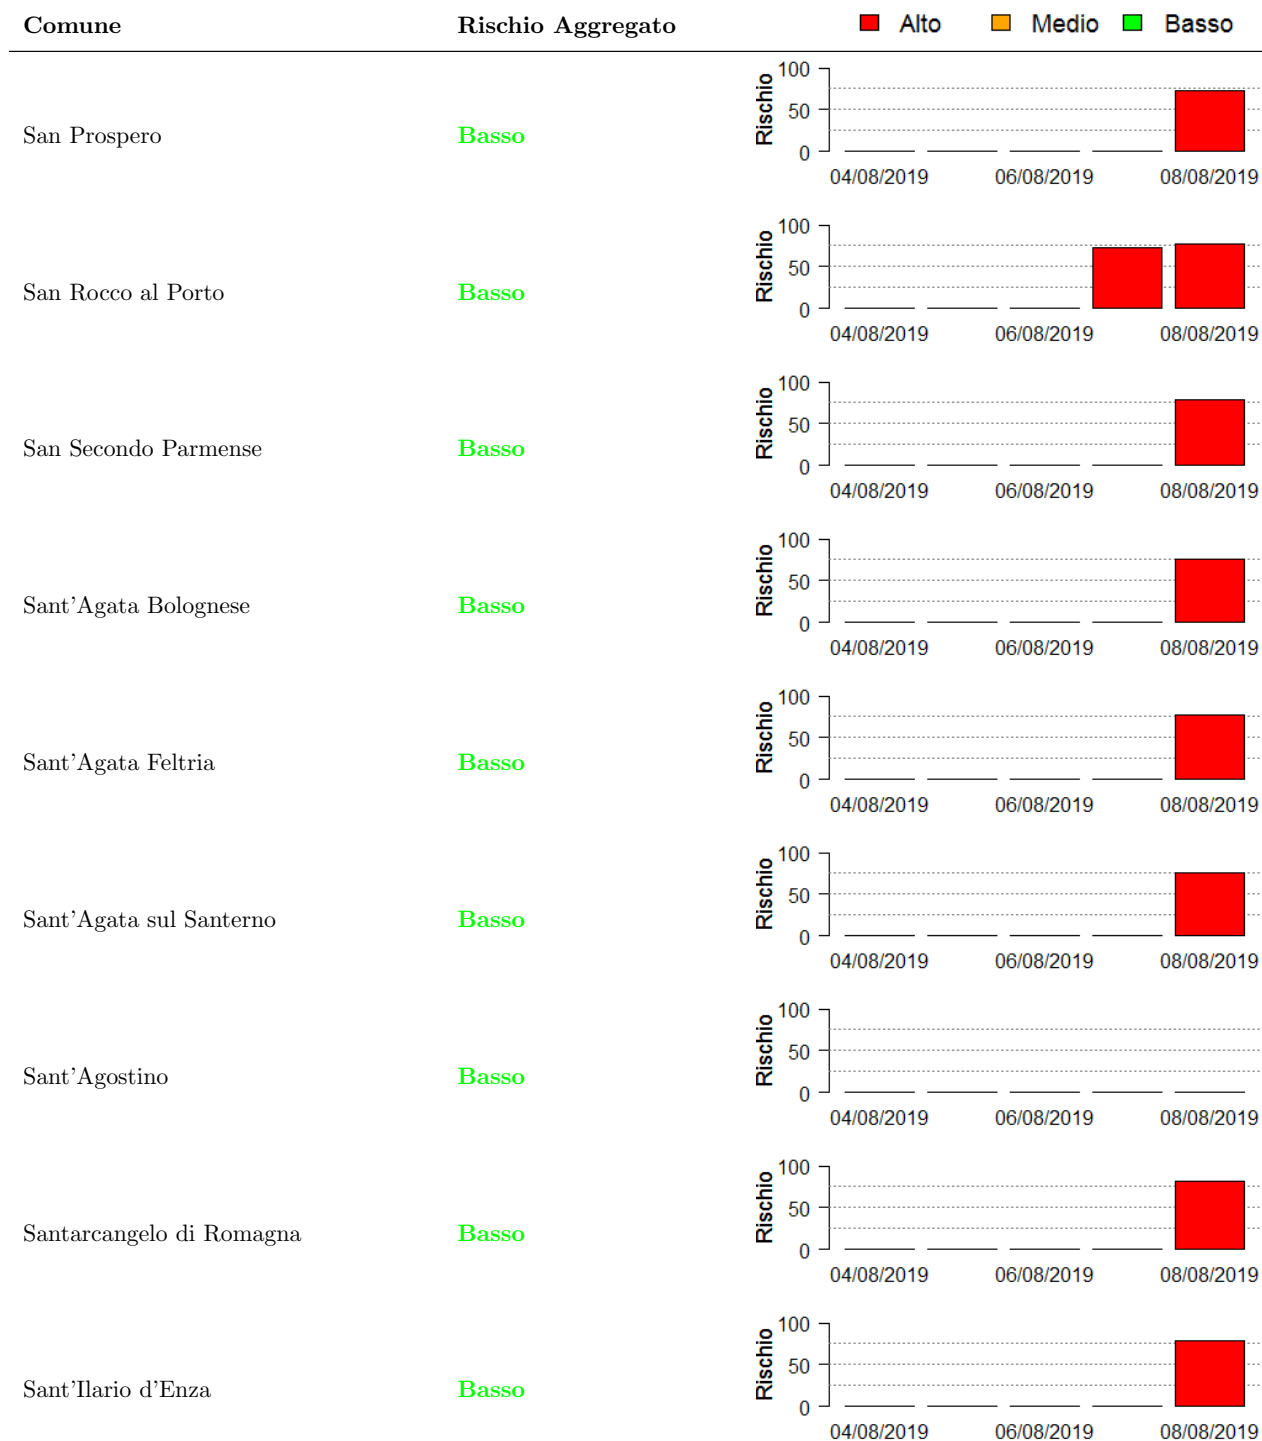 Comune Rischio Aggregato Alto Medio Basso
100
50
0
Rischio
San Prospero Basso
04/08/2019 06/08/2019 08/08/2019
100
50
0
Rischio
San Rocco al Porto Basso
04/08/2019 06/08/2019 08/08/2019
100
50
0
Rischio
San Secondo Parmense Basso
04/08/2019 06/08/2019 08/08/2019
100
50
0
Rischio
Sant'Agata Bolognese Basso
04/08/2019 06/08/2019 08/08/2019
100
50
0
Rischio
Sant'Agata Feltria Basso
04/08/2019 06/08/2019 08/08/2019
100
50
0
Rischio
Sant'Agata sul Santerno Basso
04/08/2019 06/08/2019 08/08/2019
100
50
0
Rischio
Sant'Agostino Basso
04/08/2019 06/08/2019 08/08/2019
100
50
0
Rischio
Santarcangelo di Romagna Basso
04/08/2019 06/08/2019 08/08/2019
100
50
0
Rischio
Sant'Ilario d'Enza Basso
04/08/2019 06/08/2019 08/08/2019